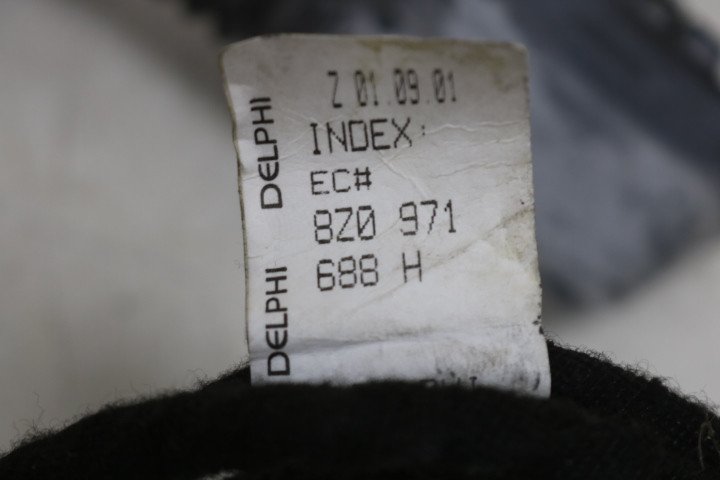 Z 01.09.01
INDEX:
EC#
8Z0 971
688 H
DELPHI
DELPHI